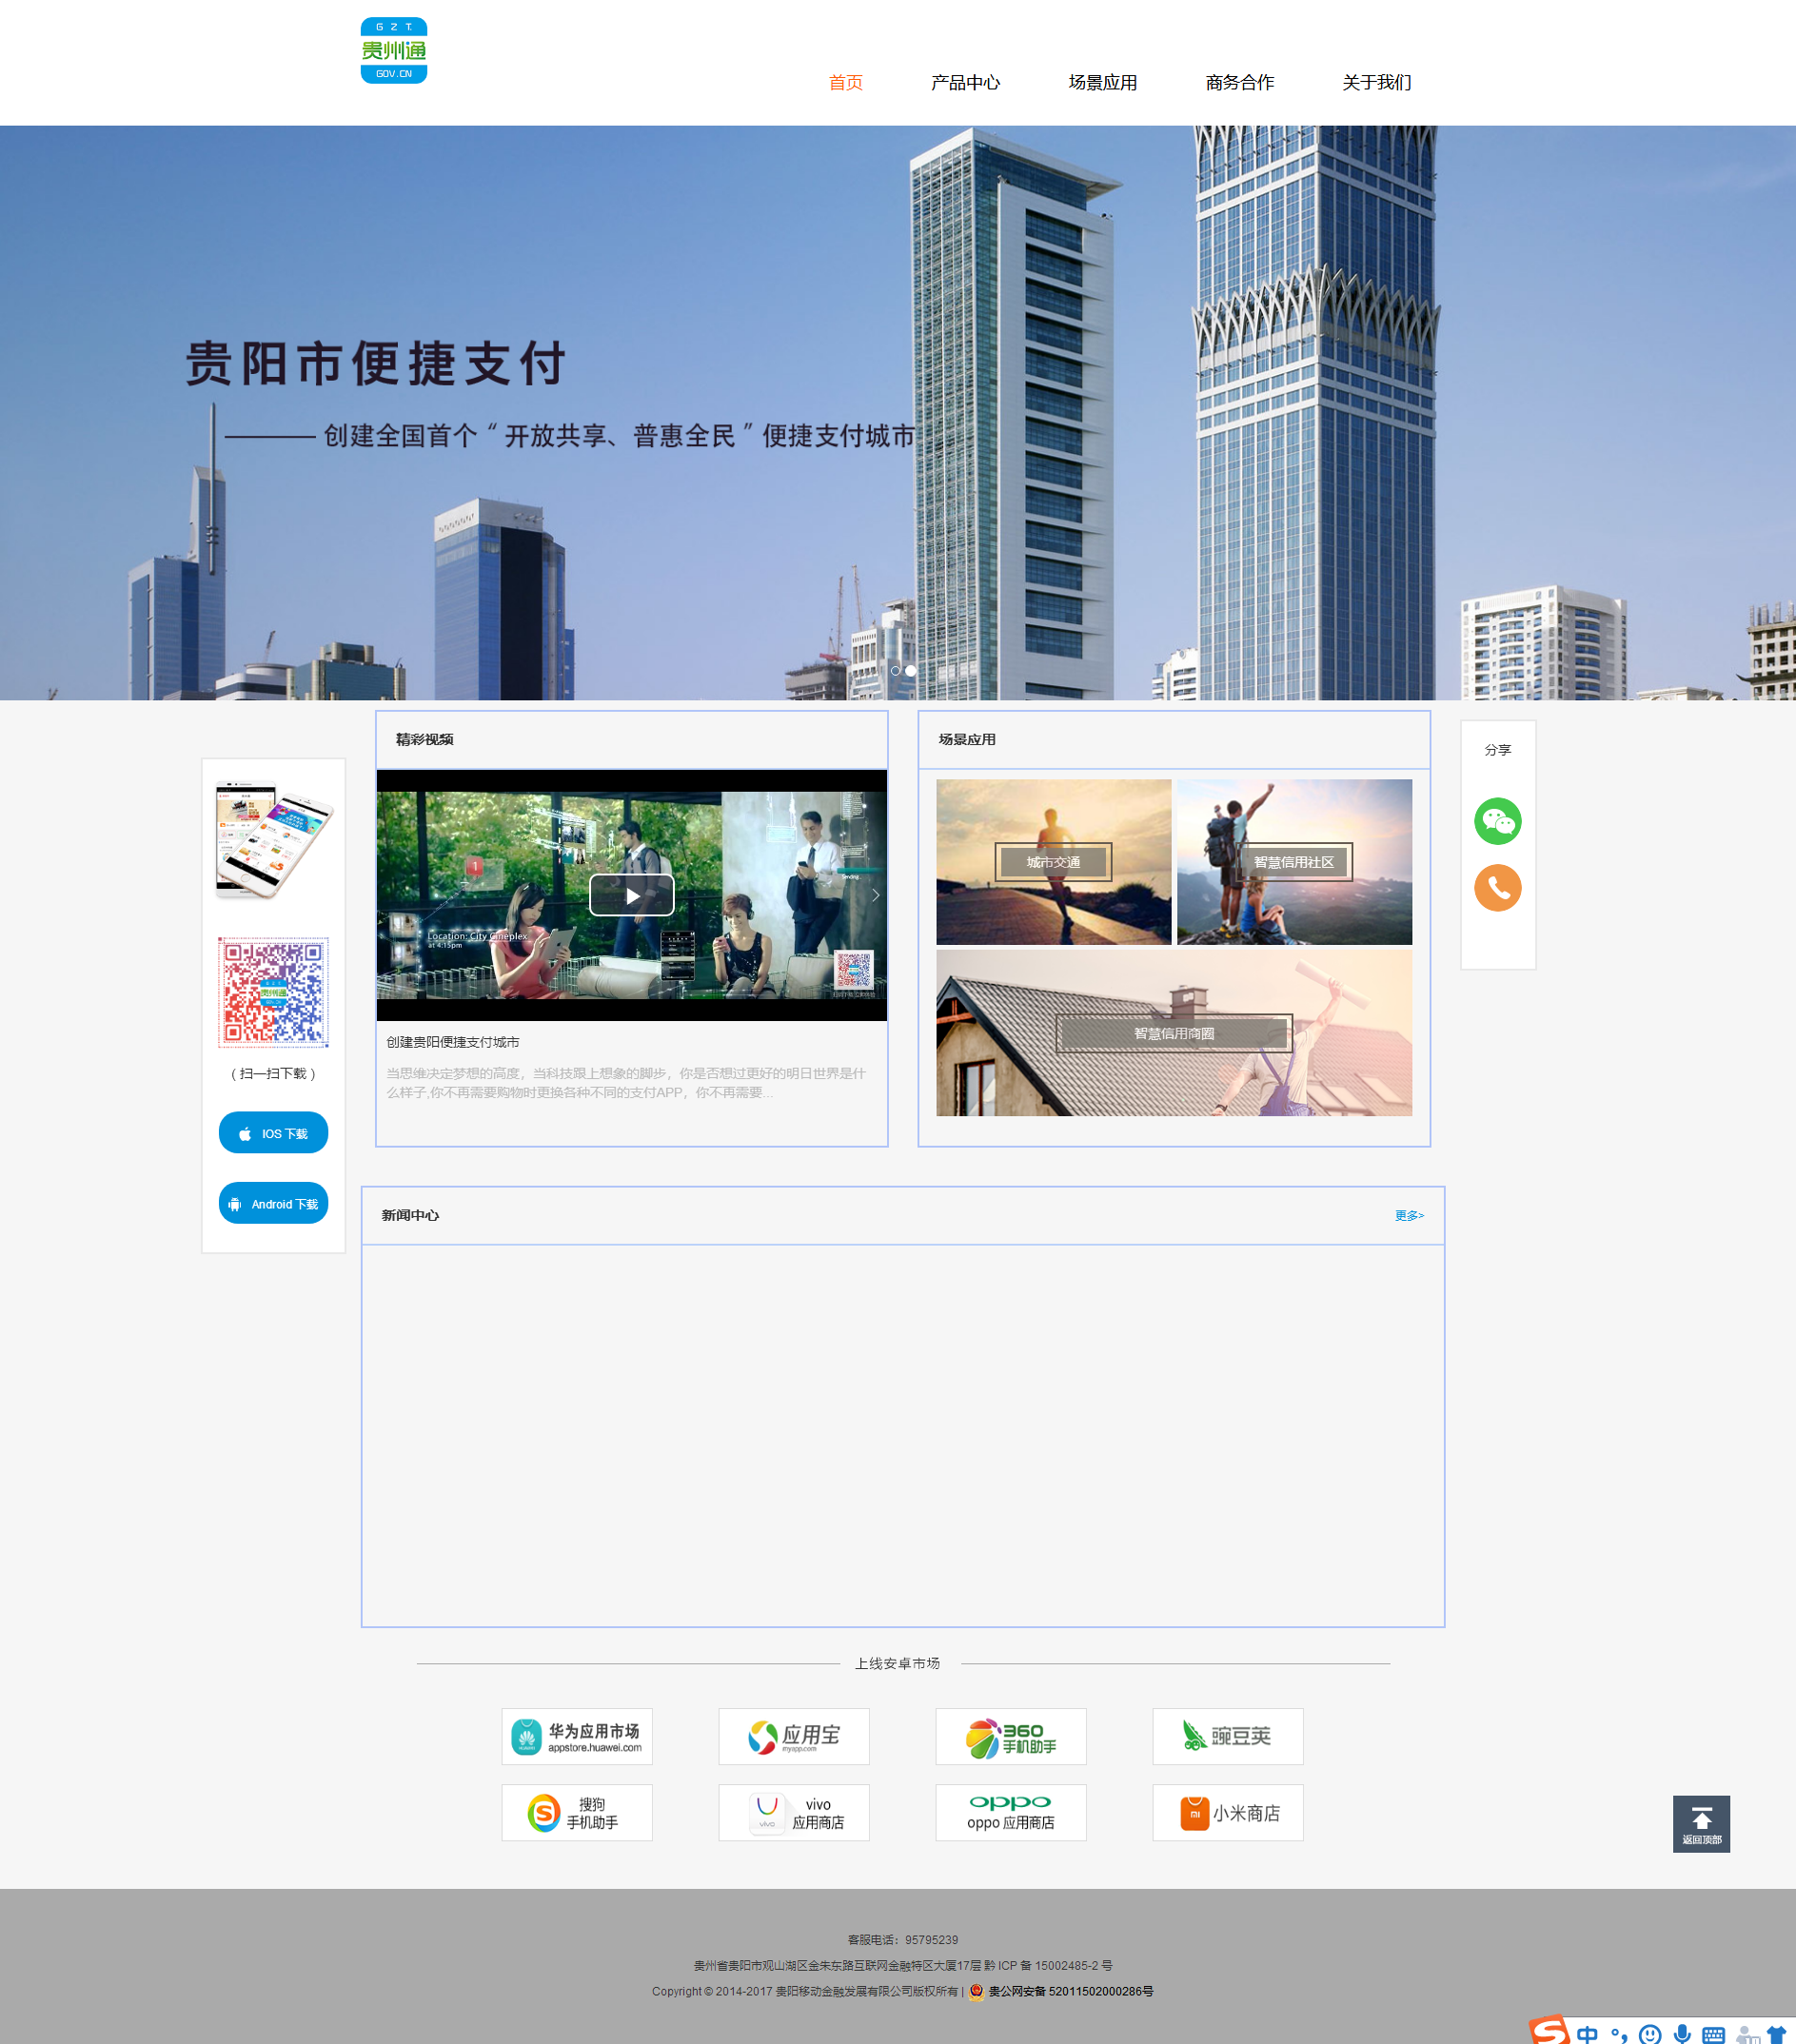 G Z T.
贵州通
GOV.CN
首页
产品中心
场景应用
商务合作
关于我们
贵阳市便捷支付
创建全国首个“开放共享、普惠全民”便捷支付城市
精彩视频
场景应用
分享
1
Sending...
Location: City Cineplex
at 4:15pm
城市交通
智慧信用社区
智慧信用商圈
贵州通
（扫一扫下载）
IOS 下载
Android 下载
创建贵阳便捷支付城市
当思维决定梦想的高度，当科技跟上想象的脚步，你是否想过更好的明日世界是什
么样子,你不再需要购物时更换各种不同的支付APP，你不再需要...
新闻中心
更多>
上线安卓市场
HUAWEI
华为应用市场
appstore.huawei.com
应用宝
myapp.com
360
手机助手
豌豆荚
搜狗
手机助手
vivo
vivo
应用商店
oppo
oppo 应用商店
mi
小米商店
返回顶部
客服电话：95795239
贵州省贵阳市观山湖区金朱东路互联网金融特区大厦17层 黔 ICP 备 15002485-2 号
Copyright © 2014-2017 贵阳移动金融发展有限公司版权所有 | 贵公网安备 52011502000286号
S 中 °,